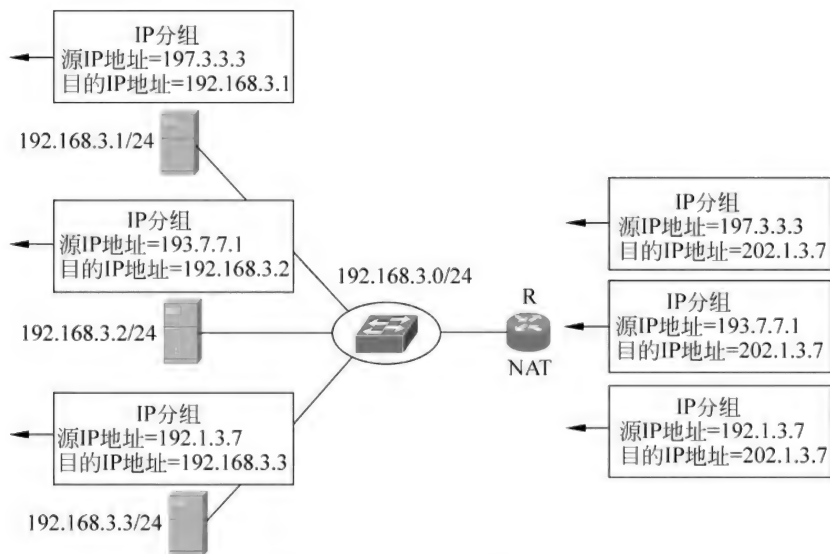 IP分组
源IP地址=197.3.3.3
目的IP地址=192.168.3.1
192.168.3.1/24
IP分组
源IP地址=193.7.7.1
目的IP地址=192.168.3.2
192.168.3.2/24
IP分组
源IP地址=192.1.3.7
目的IP地址=192.168.3.3
192.168.3.3/24
192.168.3.0/24
R
NAT
IP分组
源IP地址=197.3.3.3
目的IP地址=202.1.3.7
IP分组
源IP地址=193.7.7.1
目的IP地址=202.1.3.7
IP分组
源IP地址=192.1.3.7
目的IP地址=202.1.3.7